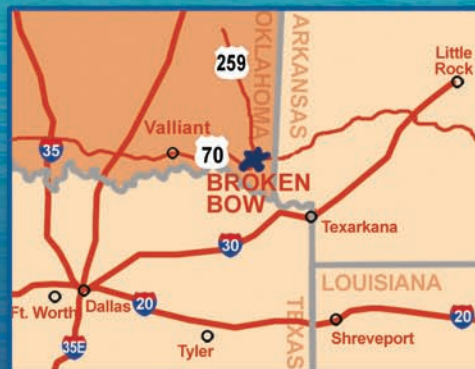 OKLAHOMA
ARKANSAS
Little
Rock
259
Valliant
35
70
BROKEN
BOW
Texarkana
30
LOUISIANA
Ft. Worth
Dallas
20
TEXAS
20
35E
Tyler
Shreveport